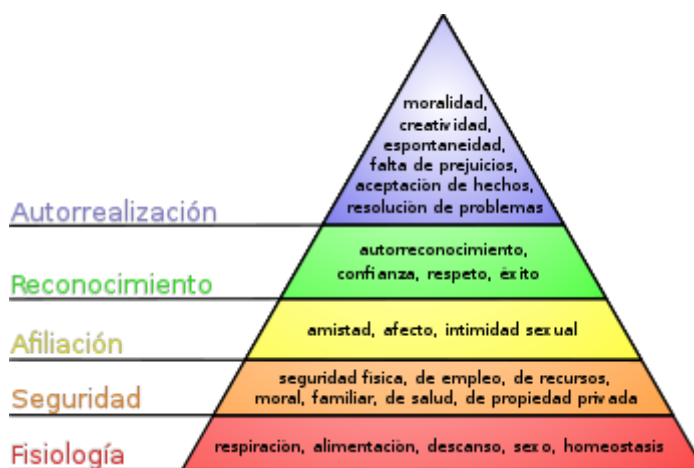 moralidad,
creatividad,
espontaneidad,
falta de prejuicios,
aceptación de hechos,
resolución de problemas
Autorrealización
autorreconocimiento,
confianza, respeto, éxito
Reconocimiento
amistad, afecto, intimidad sexual
Afiliación
seguridad física, de empleo, de recursos,
moral, familiar, de salud, de propiedad privada
Seguridad
respiración, alimentación, descanso, sexo, homeostasis
Fisiología